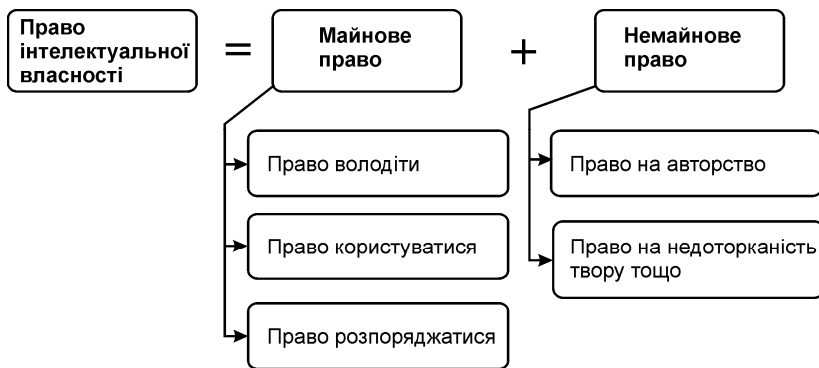 Право
інтелектуальної
власності
=
Майнове
право
+
Немайнове
право
Право володіти
Право користуватися
Право розпоряджатися
Право на авторство
Право на недоторканість
твору тощо